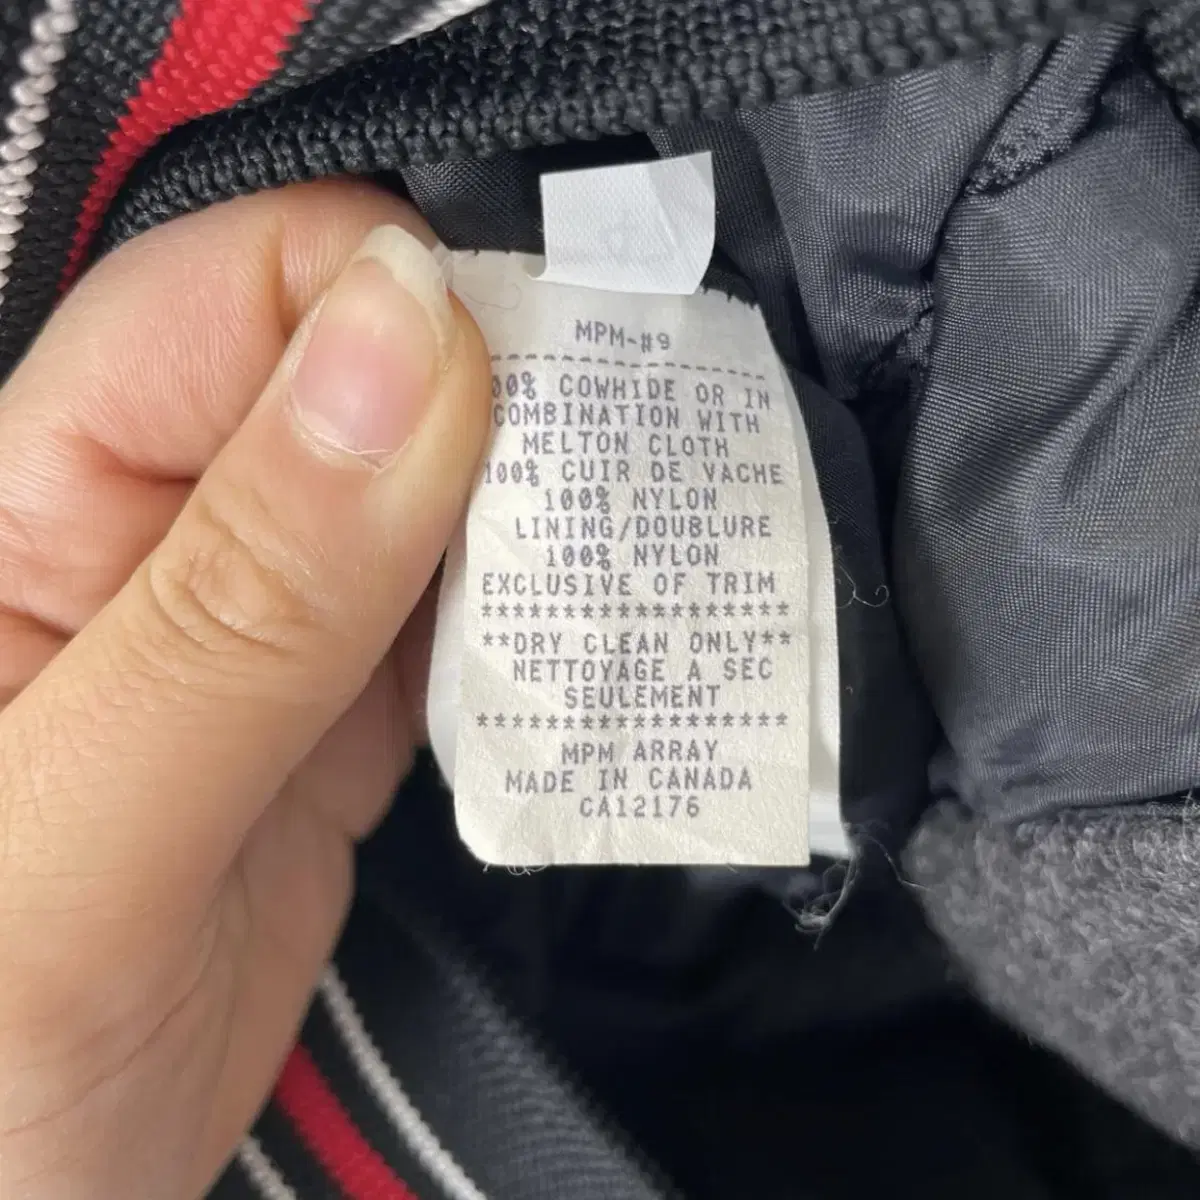 MPM-#9
00% COWHIDE OR IN
COMBINATION WITH
MELTON CLOTH
100% CUIR DE VACHE
100% NYLON
LINING/DOUBLURE
100% NYLON
EXCLUSIVE OF TRIM
******************
**DRY CLEAN ONLY**
NETTOYAGE A SEC
SEULEMENT
******************
MPM ARRAY
MADE IN CANADA
CA12176